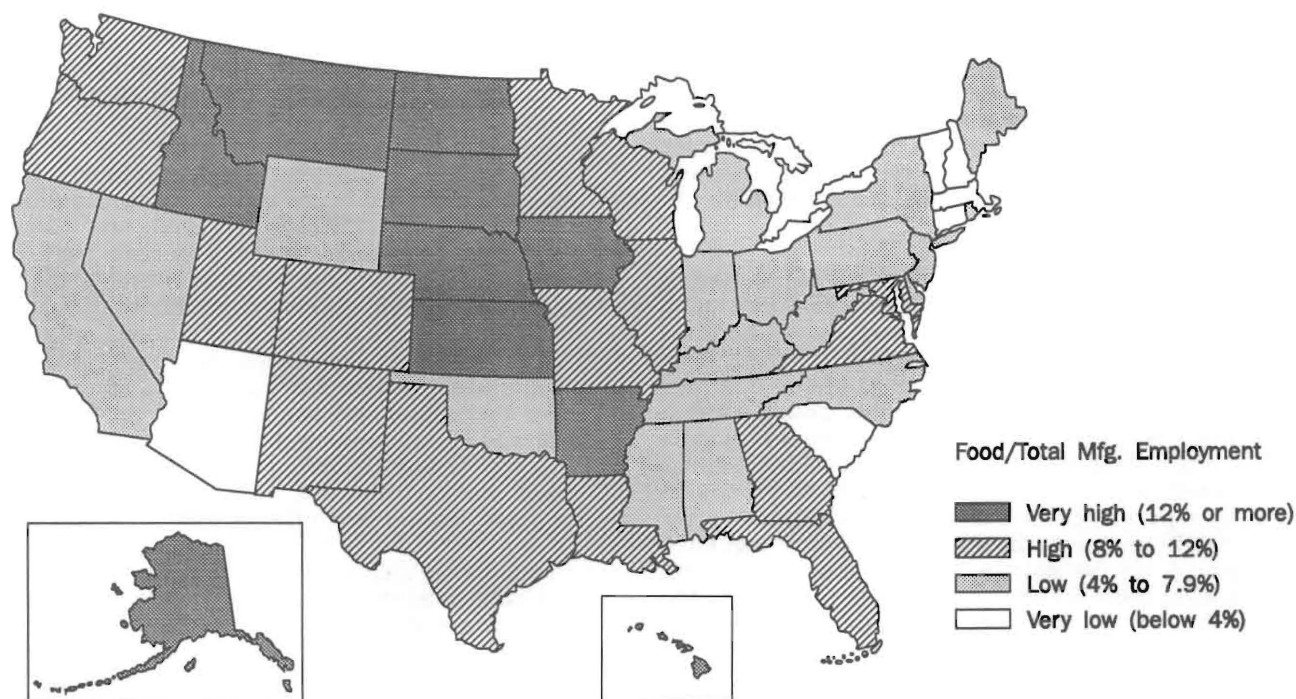 Food/Total Mfg. Employment
Very high (12% or more)
High (8% to 12%)
Low (4% to 7.9%)
Very low (below 4%)